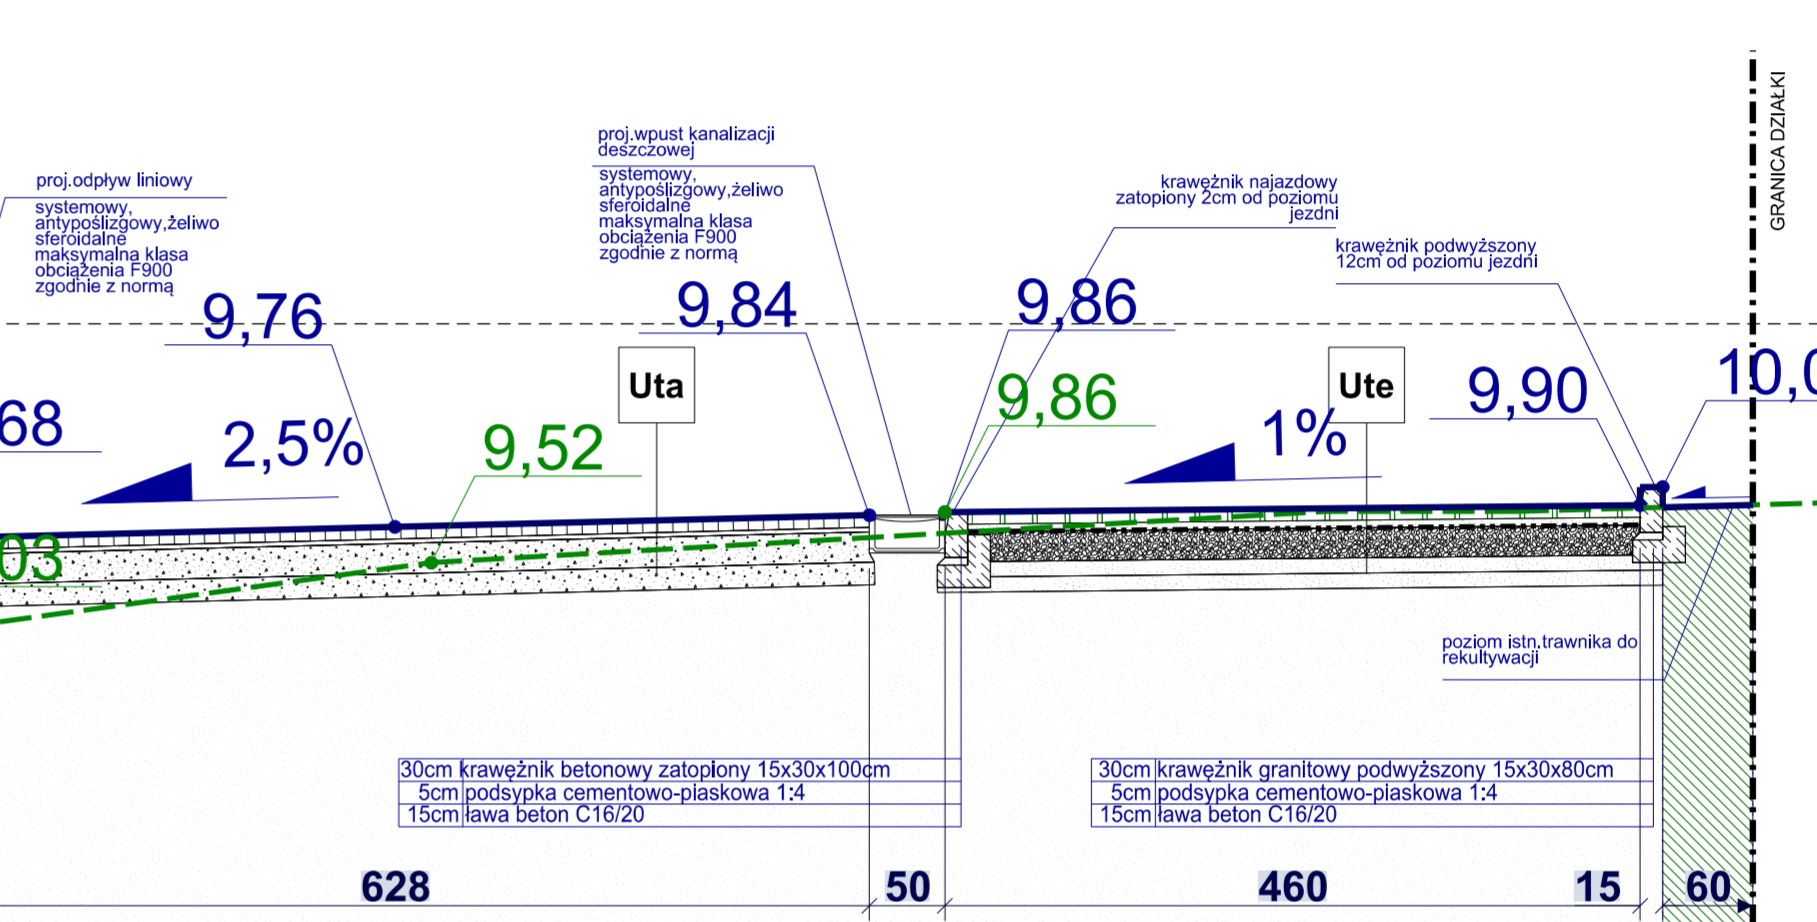 GRANICA DZIAŁKI
proj.odpływ liniowy
systemowy,
antypoślizgowy,żeliwo
sferoidalne
maksymalna klasa
obciążenia F900
zgodnie z normą
proj.wpust kanalizacji
deszczowej
systemowy,
antypoślizgowy,żeliwo
sferoidalne
maksymalna klasa
obciążenia F900
zgodnie z normą
krawężnik najazdowy
zatopiony 2cm od poziomu
jezdni
krawężnik podwyższony
12cm od poziomu jezdni
9,76
9,84
9,86
68
2,5%
9,52
Uta
9,86
1%
Ute
9,90
10,0
03
poziom istn.trawnika do
rekultywacji
30cm krawężnik betonowy zatopiony 15x30x100cm
5cm podsypka cementowo-piaskowa 1:4
15cm ława beton C16/20
30cm krawężnik granitowy podwyższony 15x30x80cm
5cm podsypka cementowo-piaskowa 1:4
15cm ława beton C16/20
628 50 460 15 60